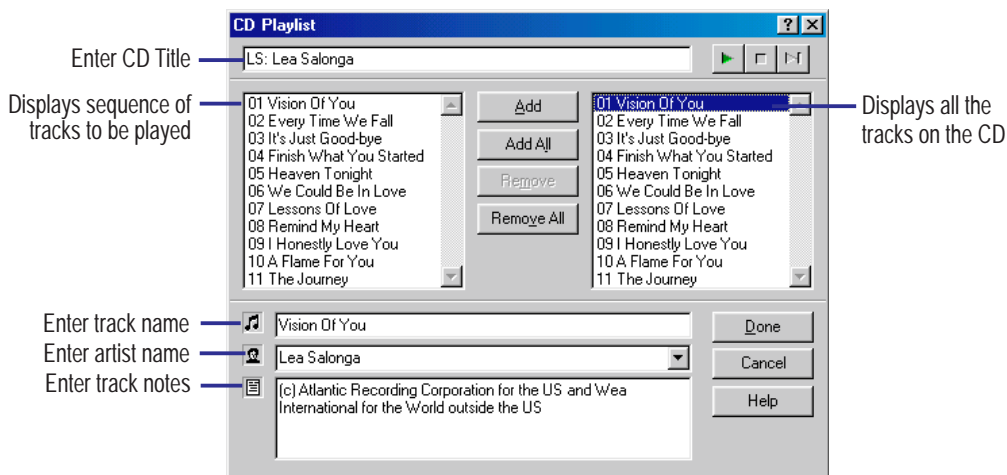 CD Playlist
Enter CD Title
LS: Lea Salonga
Displays sequence of
tracks to be played
01 Vision Of You
02 Every Time We Fall
03 It's Just Good-bye
04 Finish What You Started
05 Heaven Tonight
06 We Could Be In Love
07 Lessons Of Love
08 Remind My Heart
09 I Honestly Love You
10 A Flame For You
11 The Journey
Add
Add All
Remove
Remove All
01 Vision Of You
02 Every Time We Fall
03 It's Just Good-bye
04 Finish What You Started
05 Heaven Tonight
06 We Could Be In Love
07 Lessons Of Love
08 Remind My Heart
09 I Honestly Love You
10 A Flame For You
11 The Journey
Displays all the
tracks on the CD
Enter track name
Vision Of You
Done
Enter artist name
Lea Salonga
Cancel
Enter track notes
(c) Atlantic Recording Corporation for the US and Wea
International for the World outside the US
Help